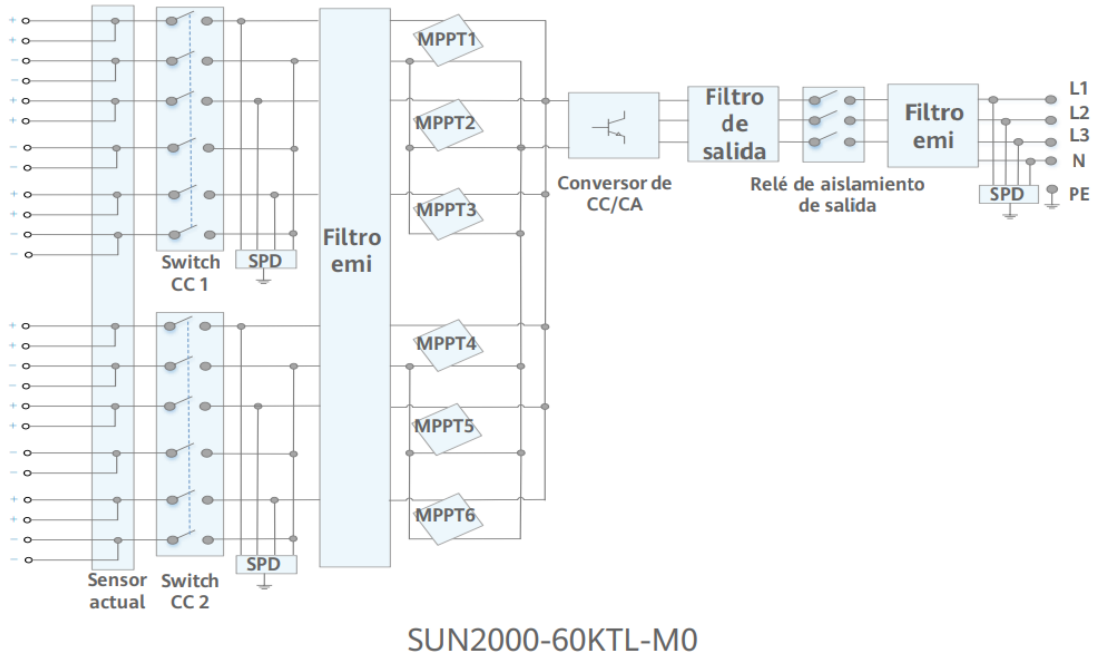 +
+
−
−
+
+
−
−
+
+
−
−
Switch
CC 1
SPD
Filtro
emi
MPPT1
MPPT2
MPPT3
Conversor de
CC/CA
Filtro
de
salida
Relé de aislamiento
de salida
Filtro
emi
L1
L2
L3
N
SPD
PE
+
+
−
−
+
+
−
−
+
+
−
−
Sensor
actual
Switch
CC 2
SPD
MPPT4
MPPT5
MPPT6
SUN2000-60KTL-M0